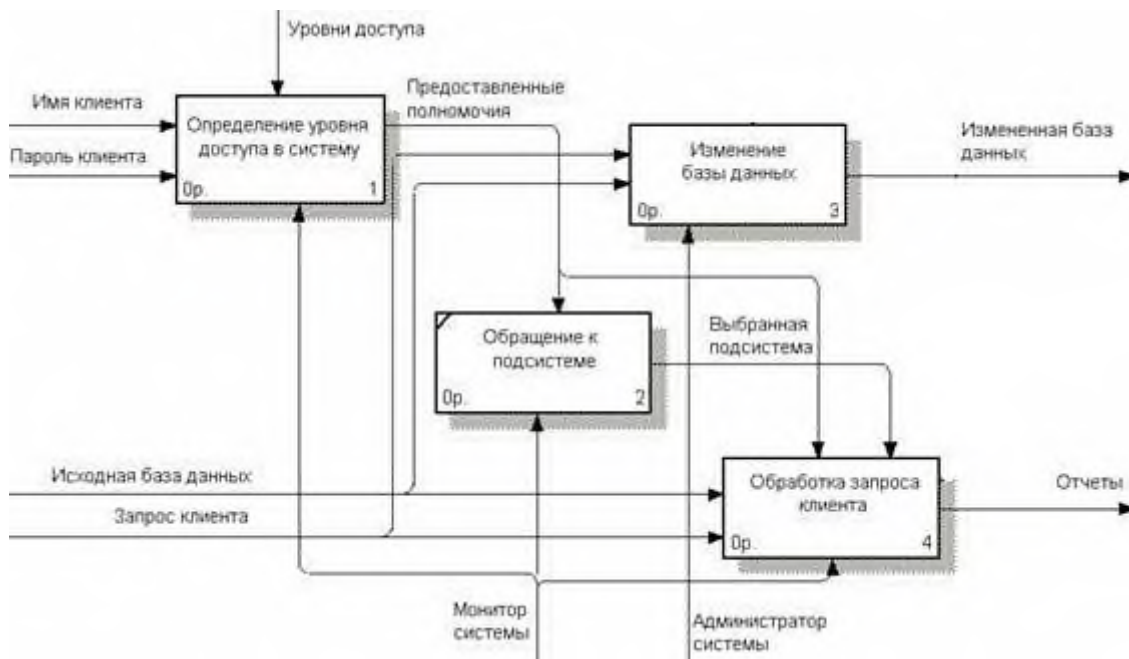 Уровни доступа
Имя клиента
Пароль клиента
Определение уровня
доступа в систему
0р.
1
Предоставленные
полномочия
Изменение
базы данных
0р.
3
Измененная база
данных
Обращение к
подсистеме
0р.
2
Выбранная
подсистема
Исходная база данных
Запрос клиента
Обработка запроса
клиента
0р.
4
Отчеты
Монитор
системы
Администратор
системы